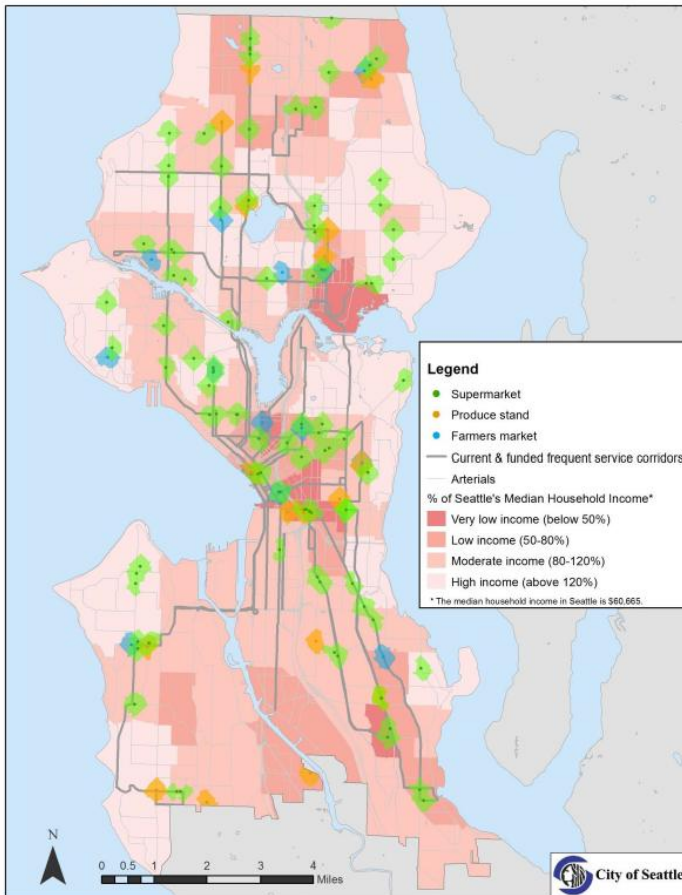 Legend
Supermarket
Produce stand
Farmers market
Current & funded frequent service corridors
Arterials
% of Seattle's Median Household Income*
Very low income (below 50%)
Low income (50-80%)
Moderate income (80-120%)
High income (above 120%)
* The median household income in Seattle is $60,665.
N
0 0.5 1 2 3 4
Miles
City of Seattle